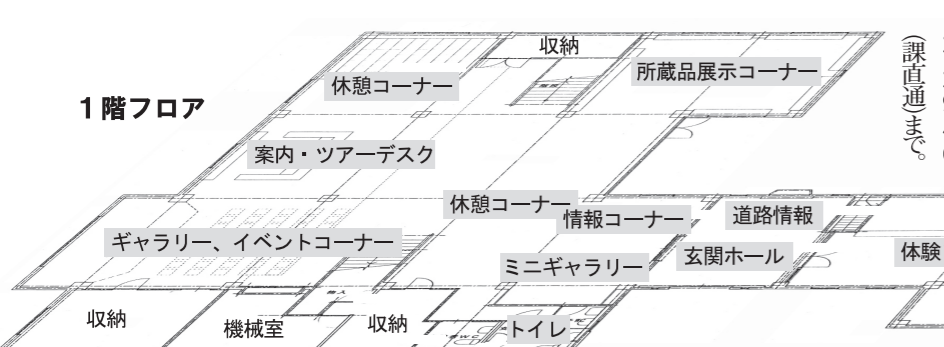 1階フロア
収納
休憩コーナー
所蔵品展示コーナー
案内・ツアーデスク
休憩コーナー
情報コーナー
道路情報
ギャラリー、イベントコーナー
ミニギャラリー
玄関ホール
体験
収納
機械室
収納
トイレ
(課直通)まで。